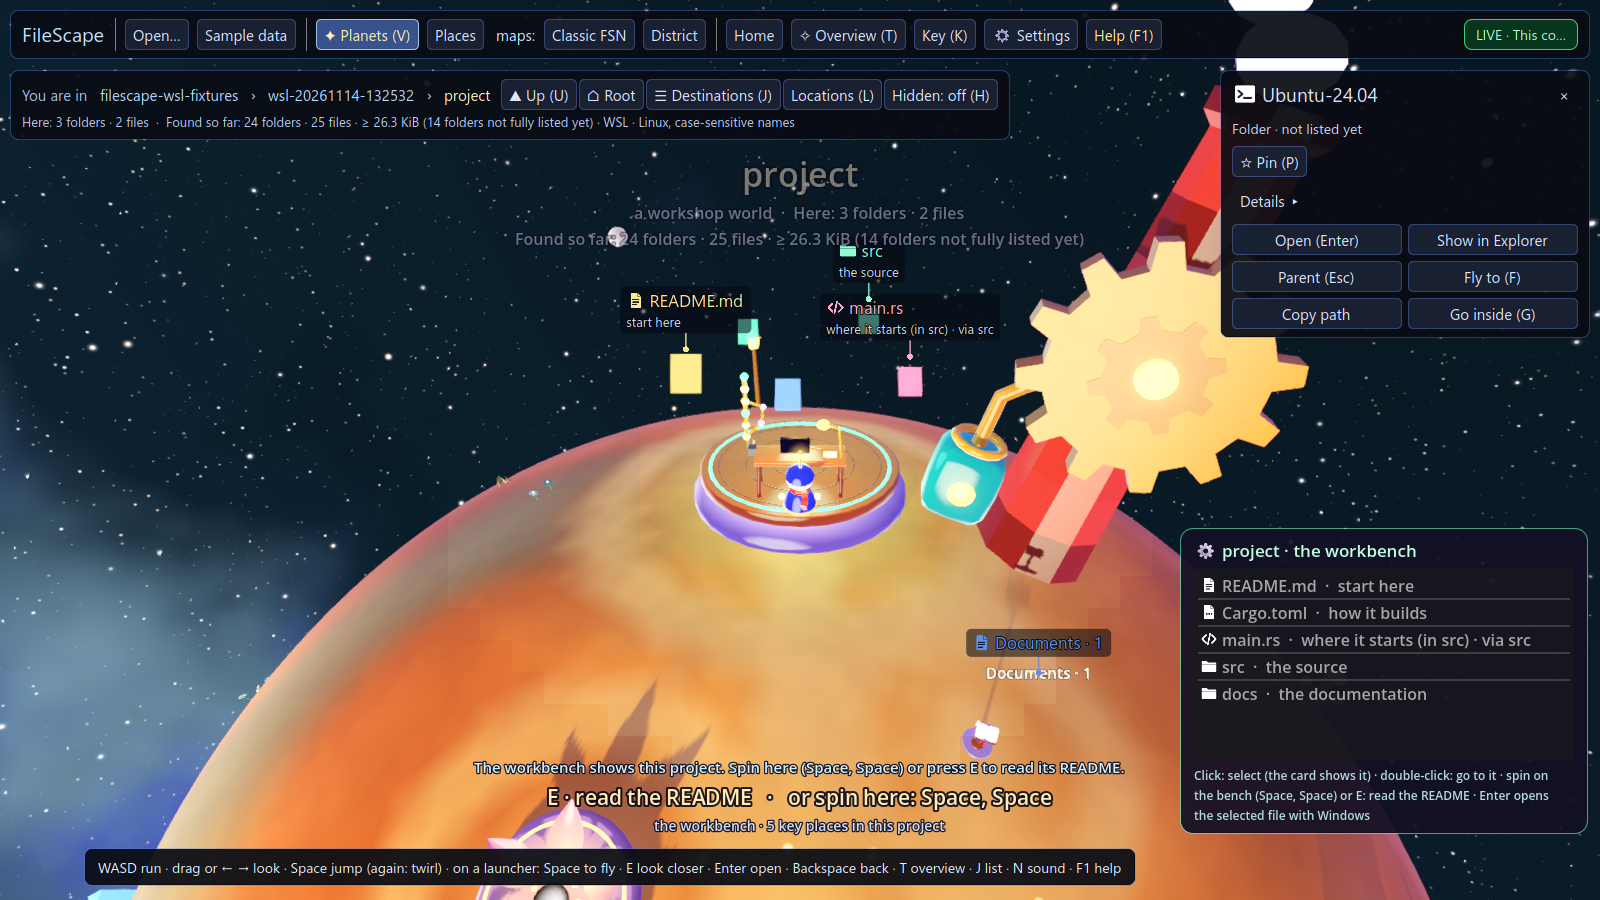 FileScape Open... Sample data ✦ Planets (V) Places maps: Classic FSN District Home ✧ Overview (T) Key (K) Settings Help (F1) LIVE · This co...
You are in filescape-wsl-fixtures › wsl-20261114-132532 › project ▲ Up (U) Root ☰ Destinations (J) Locations (L) Hidden: off (H)
Here: 3 folders · 2 files · Found so far: 24 folders · 25 files · ≥ 26.3 KiB (14 folders not fully listed yet) · WSL · Linux, case-sensitive names
Ubuntu-24.04 ×
Folder · not listed yet
☆ Pin (P)
Details ▸
Open (Enter) Show in Explorer
Parent (Esc) Fly to (F)
Copy path Go inside (G)
project
a workshop world · Here: 3 folders · 2 files
Found so far: 24 folders · 25 files · ≥ 26.3 KiB (14 folders not fully listed yet)
src
the source
README.md
start here
main.rs
where it starts (in src) · via src
project · the workbench
README.md · start here
Cargo.toml · how it builds
main.rs · where it starts (in src) · via src
src · the source
docs · the documentation
Click: select (the card shows it) · double-click: go to it · spin on
the bench (Space, Space) or E: read the README · Enter opens
the selected file with Windows
Documents · 1
Documents · 1
The workbench shows this project. Spin here (Space, Space) or press E to read its README.
E · read the README · or spin here: Space, Space
the workbench · 5 key places in this project
WASD run · drag or ← → look · Space jump (again: twirl) · on a launcher: Space to fly · E look closer · Enter open · Backspace back · T overview · J list · N sound · F1 help